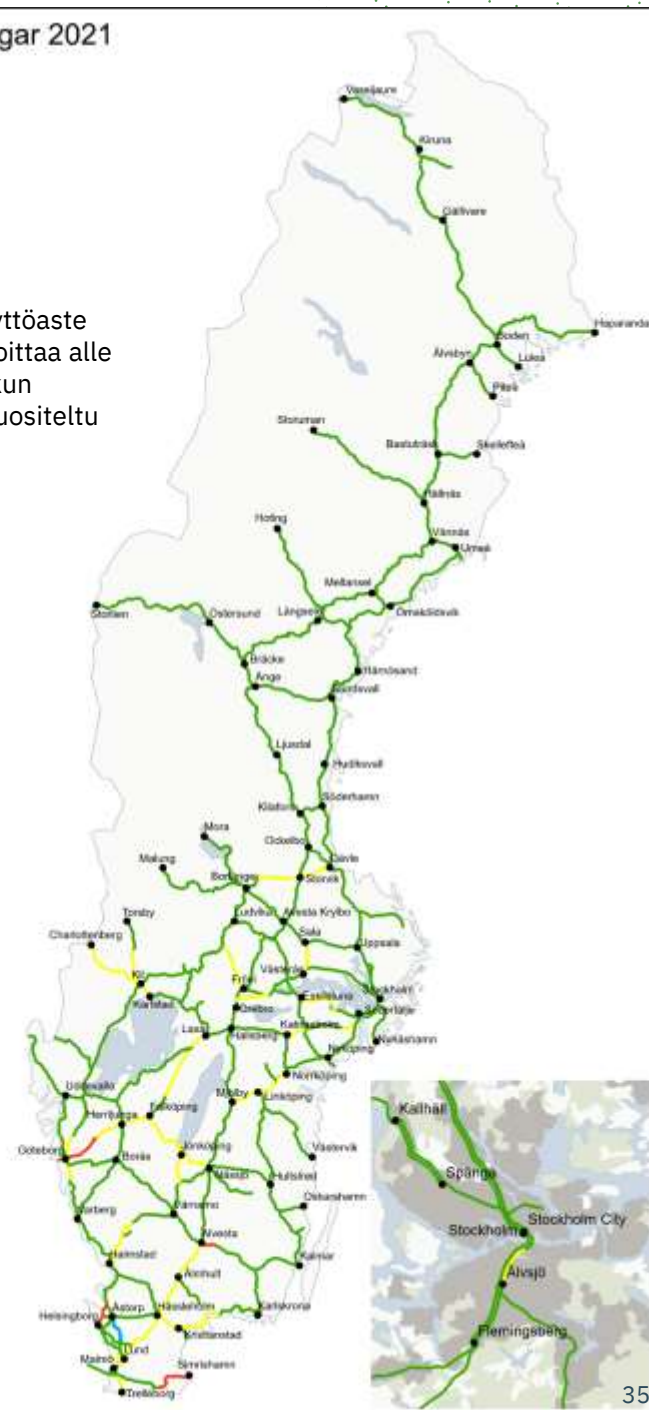 gar 2021
yttöaste
oittaa alle
kun
uositeltu
Vassijaure
Kiruna
Gällivare
Haparanda
Boden
Älvsbyn
Luleå
Piteå
Storuman
Bastuträsk
Skellefteå
Hällnäs
Hoting
Vännäs
Umeå
Mellansel
Storlien
Östersund
Långsele
Örnsköldsvik
Bräcke
Härnösand
Ånge
Sundsvall
Ljusdal
Hudiksvall
Kilafors
Söderhamn
Mora
Ockelbo
Malung
Gävle
Borlänge
Storvik
Torsby
Ludvika
Avesta Krylbo
Charlottenberg
Sala
Uppsala
Västerås
Kil
Frövi
Karlstad
Eskilstuna
Stockholm
Örebro
Södertälje
Laxå
Hallsberg
Katrineholm
Nynäshamn
Nyköping
Norrköping
Uddevalla
Mjölby
Linköping
Herrljunga
Falköping
Göteborg
Borås
Jönköping
Västervik
Nässjö
Hultsfred
Oskarshamn
Varberg
Värnamo
Alvesta
Halmstad
Kalmar
Älmhult
Helsingborg
Åstorp
Hässleholm
Karlskrona
Kristianstad
Lund
Malmö
Simrishamn
Trelleborg
Kallhäll
Spånga
Stockholm City
Stockholm
Älvsjö
Flemingsberg
35